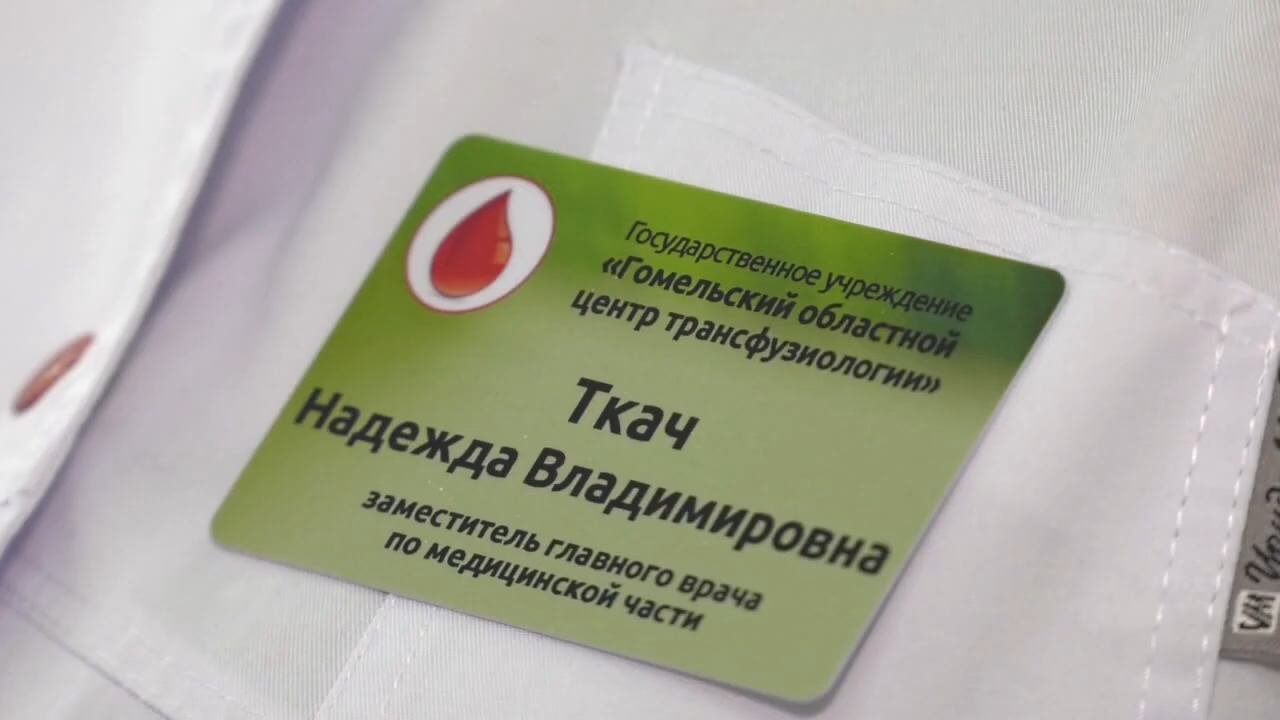 Государственное учреждение
«Гомельский областной
центр трансфузиологии»
Ткач
Надежда Владимировна
заместитель главного врача
по медицинской части